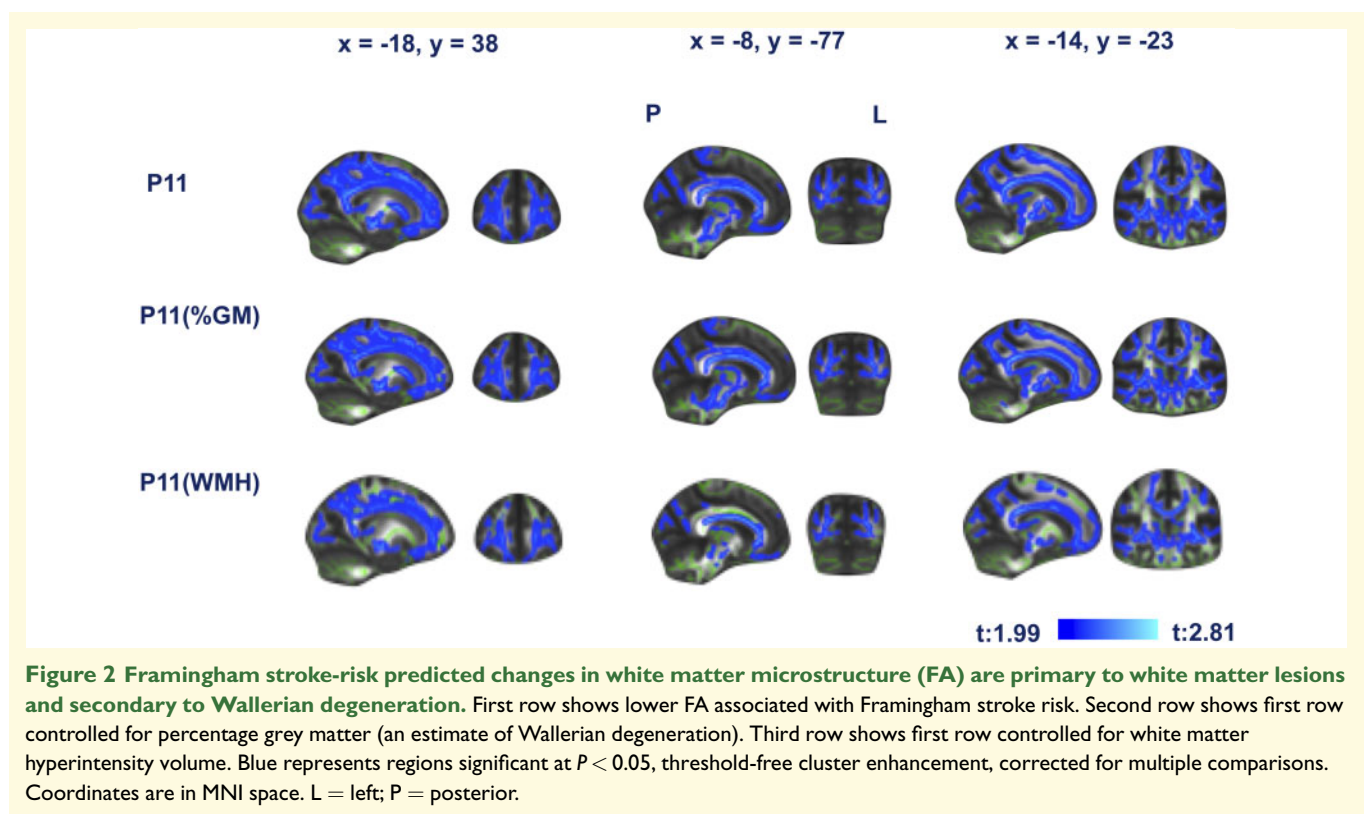 x = -18, y = 38
x = -8, y = -77
x = -14, y = -23
P
L
P11
P11(%GM)
P11(WMH)
t:1.99
t:2.81
Figure 2 Framingham stroke-risk predicted changes in white matter microstructure (FA) are primary to white matter lesions
and secondary to Wallerian degeneration. First row shows lower FA associated with Framingham stroke risk. Second row shows first row
controlled for percentage grey matter (an estimate of Wallerian degeneration). Third row shows first row controlled for white matter
hyperintensity volume. Blue represents regions significant at P < 0.05, threshold-free cluster enhancement, corrected for multiple comparisons.
Coordinates are in MNI space. L = left; P = posterior.